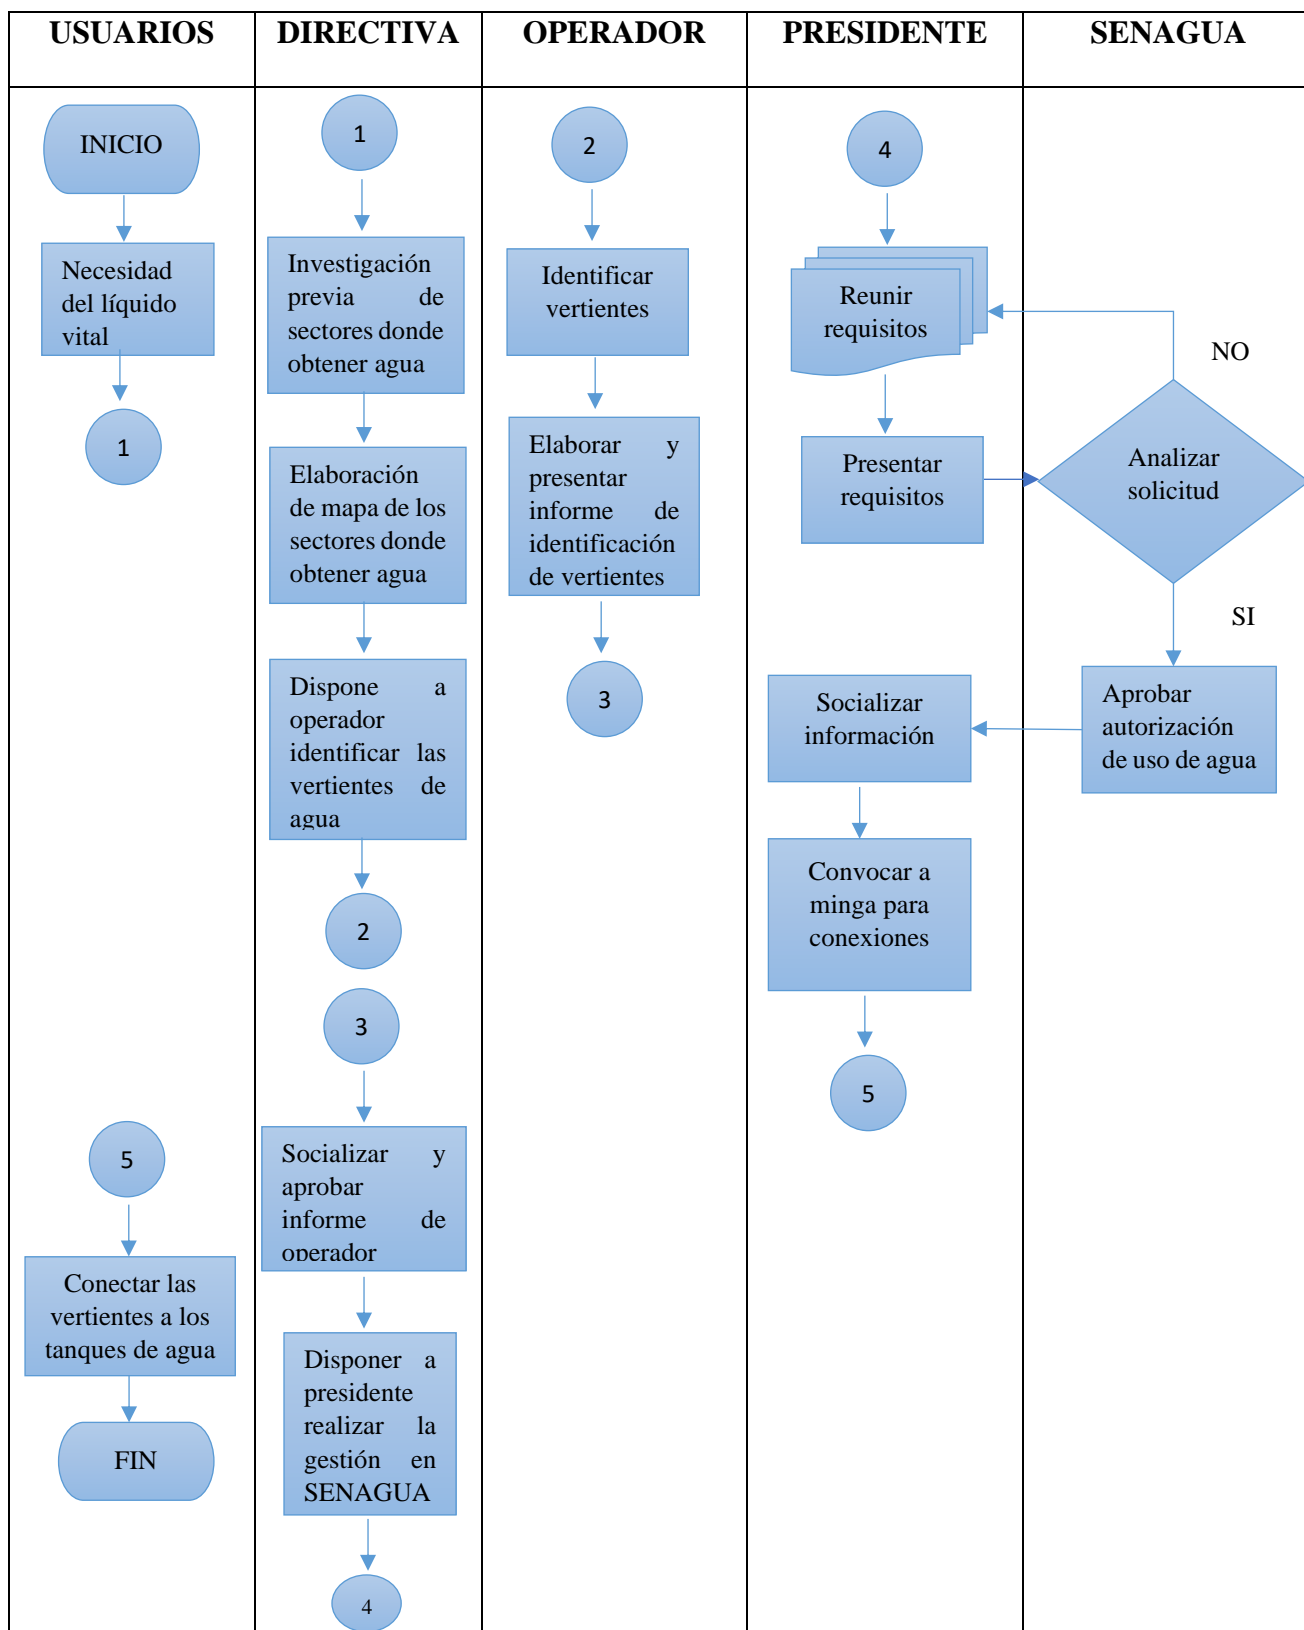 USUARIOS
DIRECTIVA
OPERADOR
PRESIDENTE
SENAGUA
INICIO
Necesidad
del líquido
vital
1
5
Conectar las
vertientes a los
tanques de agua
FIN
1
Investigación
previa de
sectores donde
obtener agua
Elaboración
de mapa de los
sectores donde
obtener agua
Dispone a
operador
identificar las
vertientes de
agua
2
3
Socializar y
aprobar
informe de
operador
Disponer a
presidente
realizar la
gestión en
SENAGUA
4
2
Identificar
vertientes
Elaborar y
presentar
informe de
identificación
de vertientes
3
4
Reunir
requisitos
Presentar
requisitos
Socializar
información
Convocar a
minga para
conexiones
5
NO
Analizar
solicitud
SI
Aprobar
autorización
de uso de agua